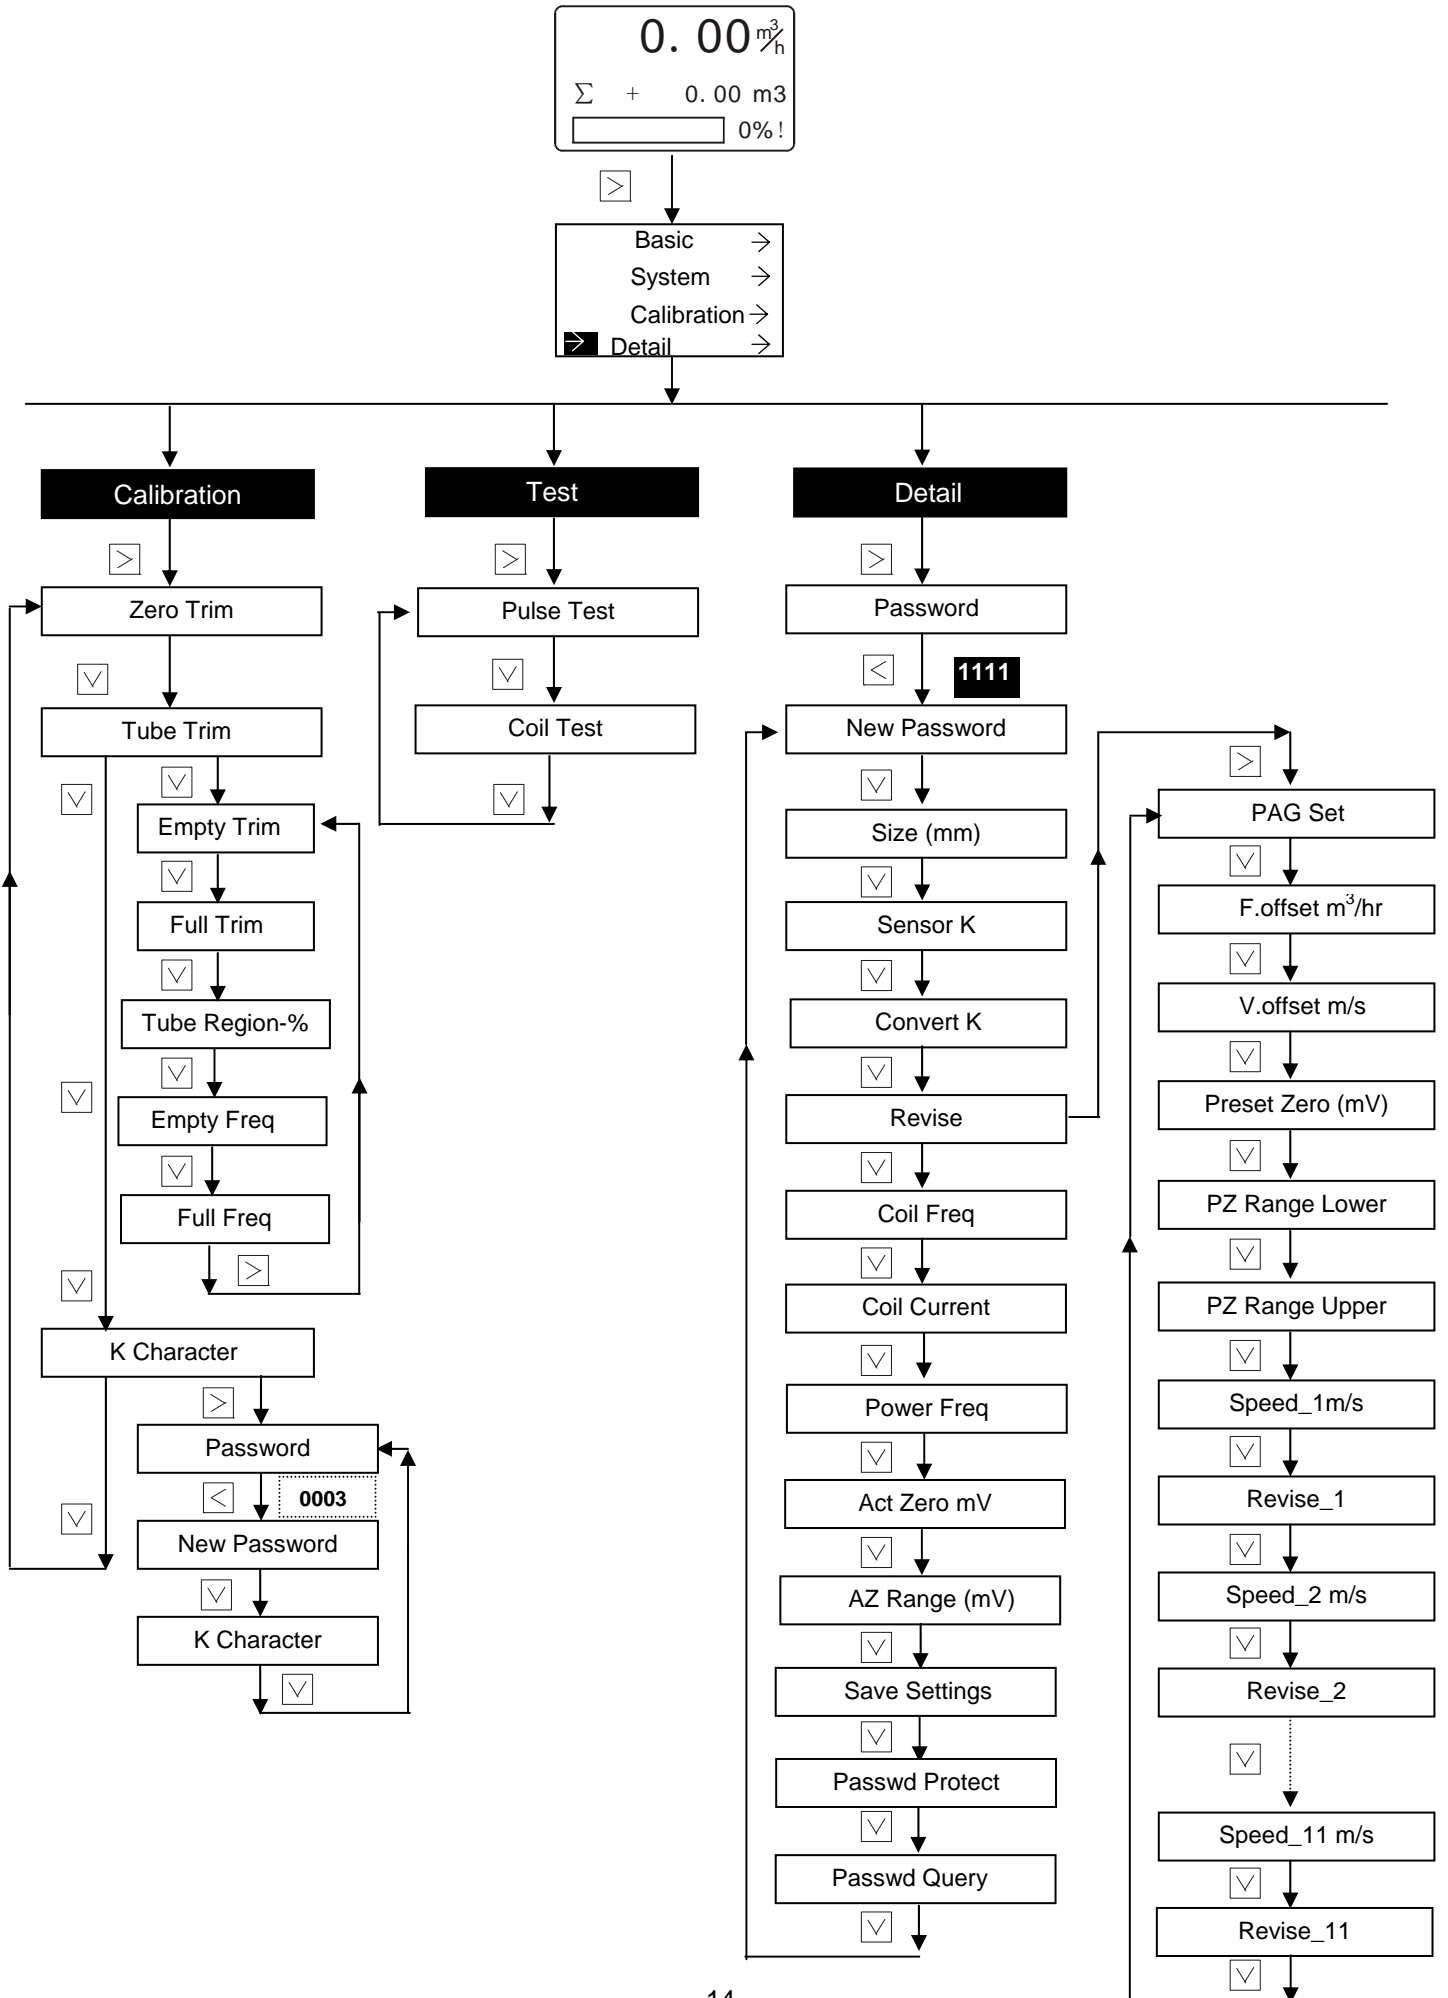 0. 00 m³/h
Σ + 0. 00 m3
0%!
Basic →
System →
Calibration →
→ Detail →
Calibration
>
Zero Trim
∨
Tube Trim
∨
∨
Empty Trim
∨
Full Trim
∨
Tube Region-%
∨
∨
Empty Freq
∨
Full Freq
>
∨
K Character
>
Password
<
0003
∨
New Password
∨
K Character
∨
Test
>
Pulse Test
∨
Coil Test
∨
Detail
>
Password
<
1111
New Password
∨
Size (mm)
∨
Sensor K
∨
Convert K
∨
Revise
∨
Coil Freq
∨
Coil Current
∨
Power Freq
∨
Act Zero mV
∨
AZ Range (mV)
∨
Save Settings
∨
Passwd Protect
∨
Passwd Query
∨
>
PAG Set
∨
F.offset m³/hr
∨
V.offset m/s
∨
Preset Zero (mV)
∨
PZ Range Lower
∨
PZ Range Upper
∨
Speed_1m/s
∨
Revise_1
∨
Speed_2 m/s
∨
Revise_2
∨
Speed_11 m/s
∨
Revise_11
∨
14